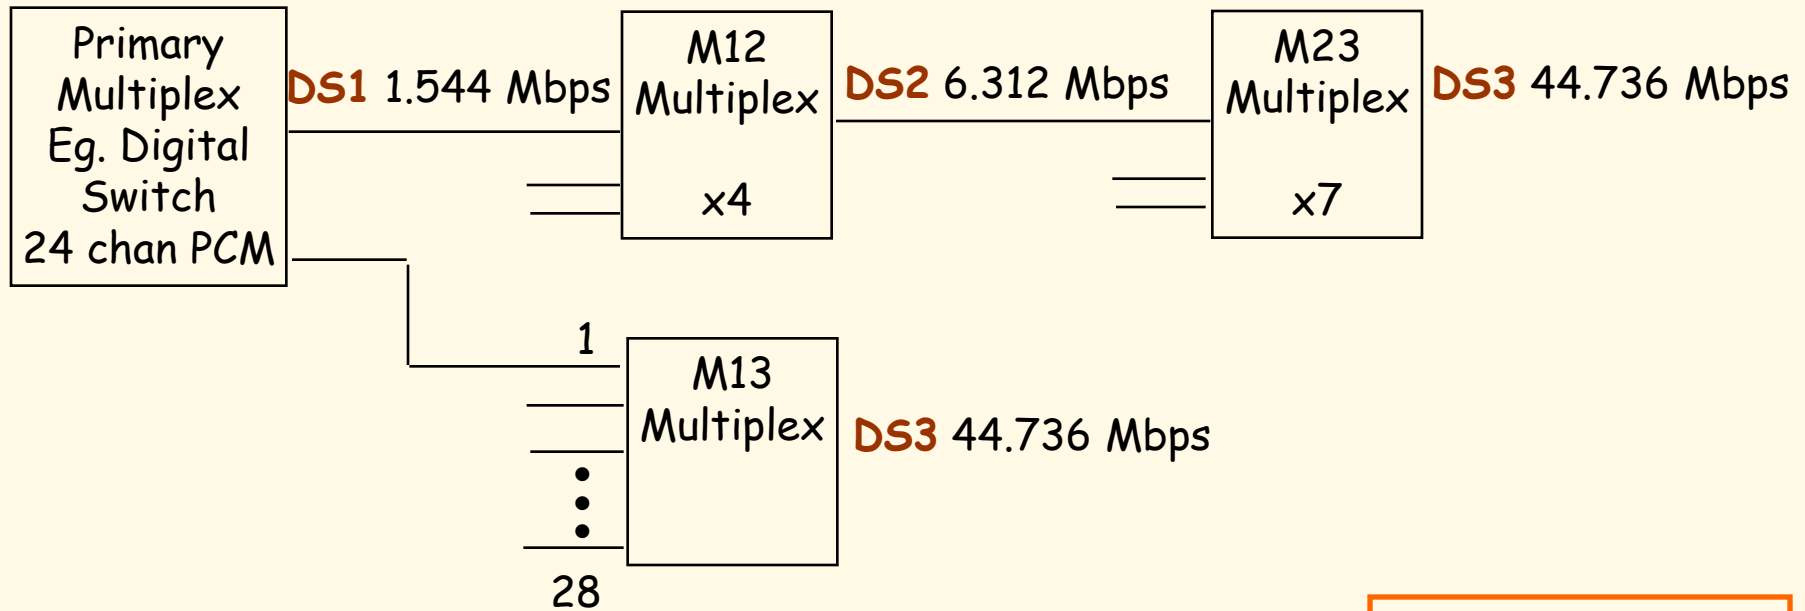 Primary
Multiplex
Eg. Digital
Switch
24 chan PCM
DS1 1.544 Mbps
M12
Multiplex
x4
DS2 6.312 Mbps
M23
Multiplex
x7
DS3 44.736 Mbps
1
28
M13
Multiplex
DS3 44.736 Mbps